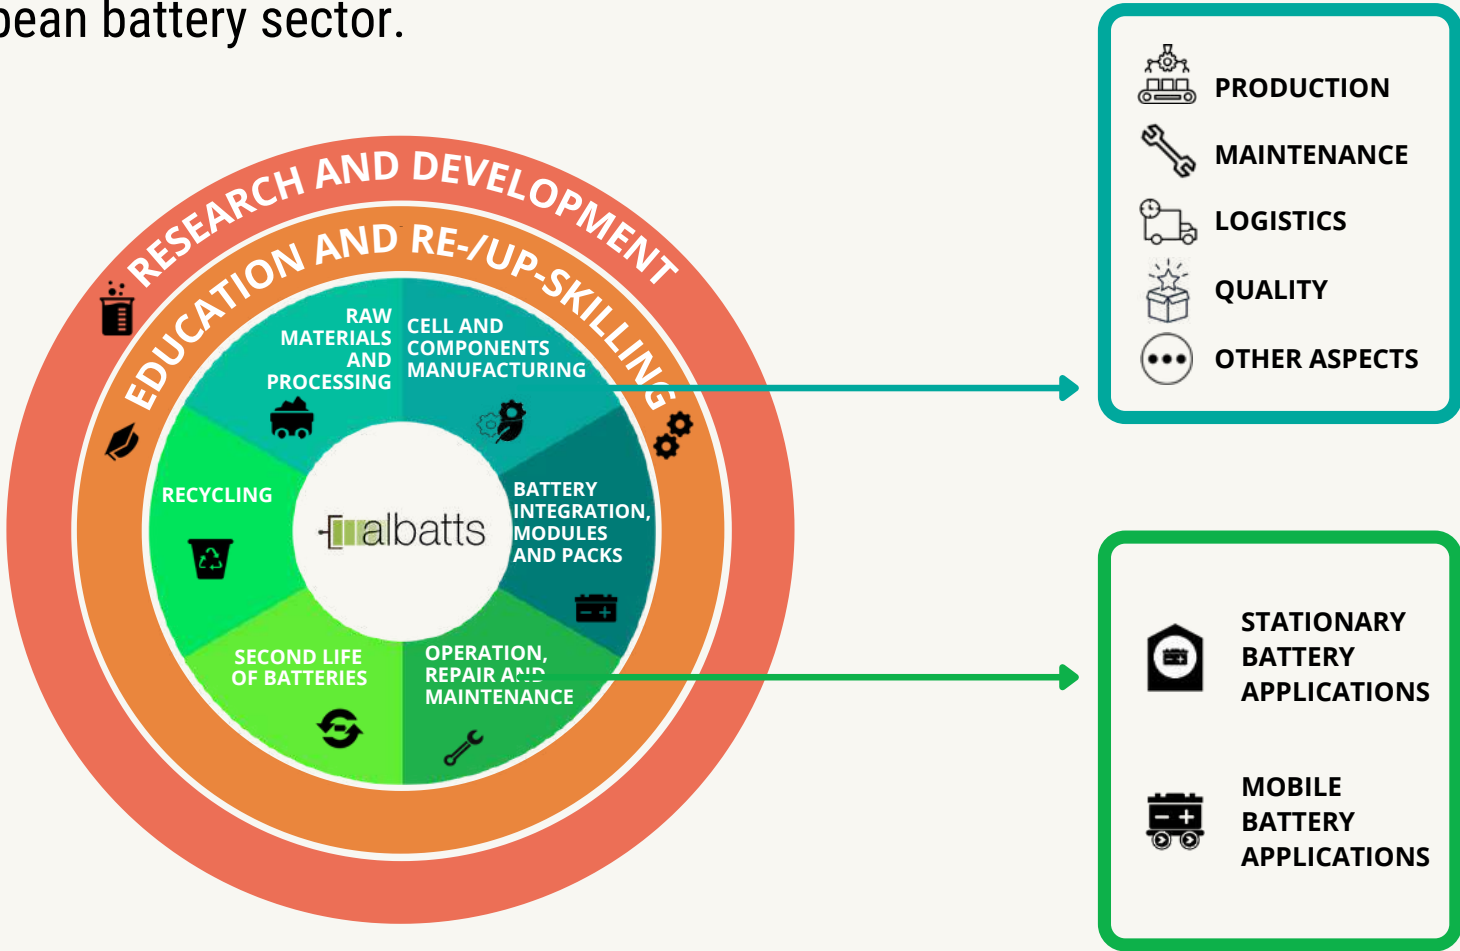 pean battery sector.
RESEARCH AND DEVELOPMENT
EDUCATION AND RE-/UP-SKILLING
RAW
MATERIALS
AND
PROCESSING
CELL AND
COMPONENTS
MANUFACTURING
BATTERY
INTEGRATION,
MODULES
AND PACKS
OPERATION,
REPAIR AND
MAINTENANCE
SECOND LIFE
OF BATTERIES
RECYCLING
albatts
PRODUCTION
MAINTENANCE
LOGISTICS
QUALITY
OTHER ASPECTS
STATIONARY
BATTERY
APPLICATIONS
MOBILE
BATTERY
APPLICATIONS